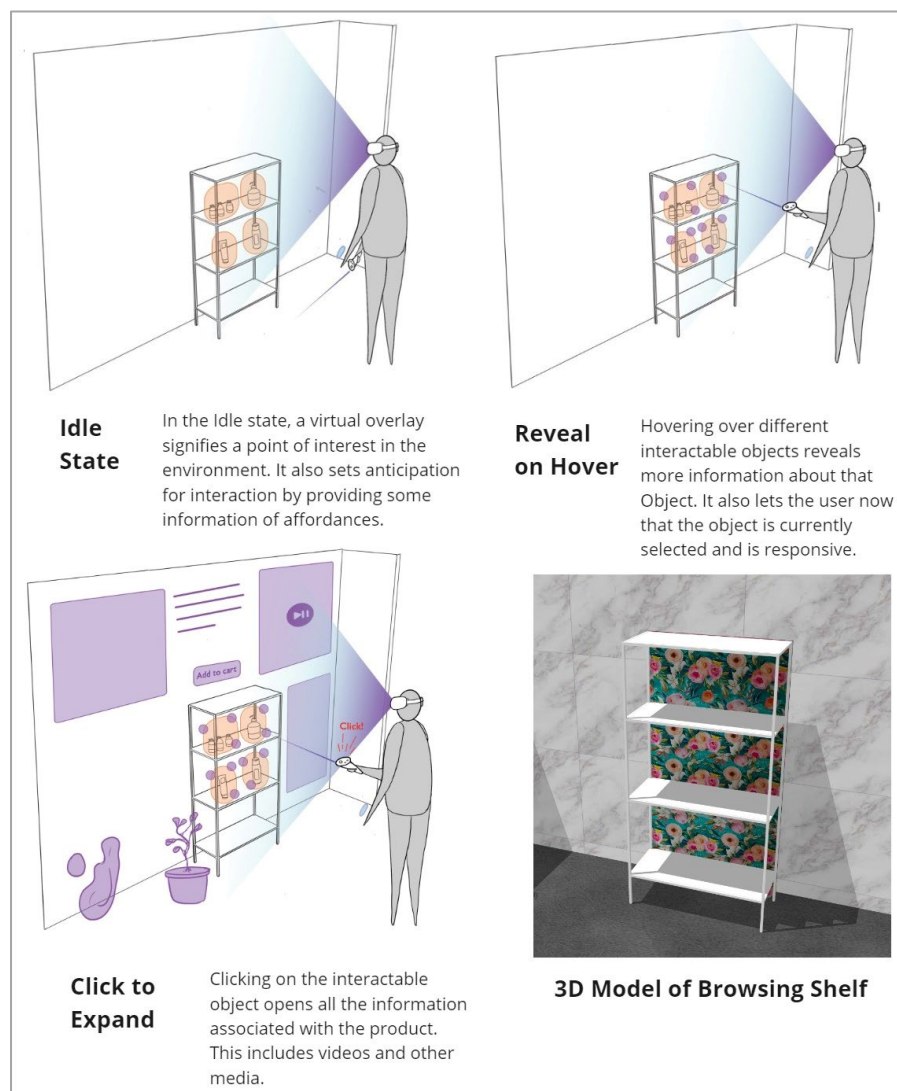 Idle
State
In the Idle state, a virtual overlay
signifies a point of interest in the
environment. It also sets anticipation
for interaction by providing some
information of affordances.
Reveal
on Hover
Hovering over different
interactable objects reveals
more information about that
Object. It also lets the user now
that the object is currently
selected and is responsive.
Add to cart
Click!
Click to
Expand
Clicking on the interactable
object opens all the information
associated with the product.
This includes videos and other
media.
3D Model of Browsing Shelf